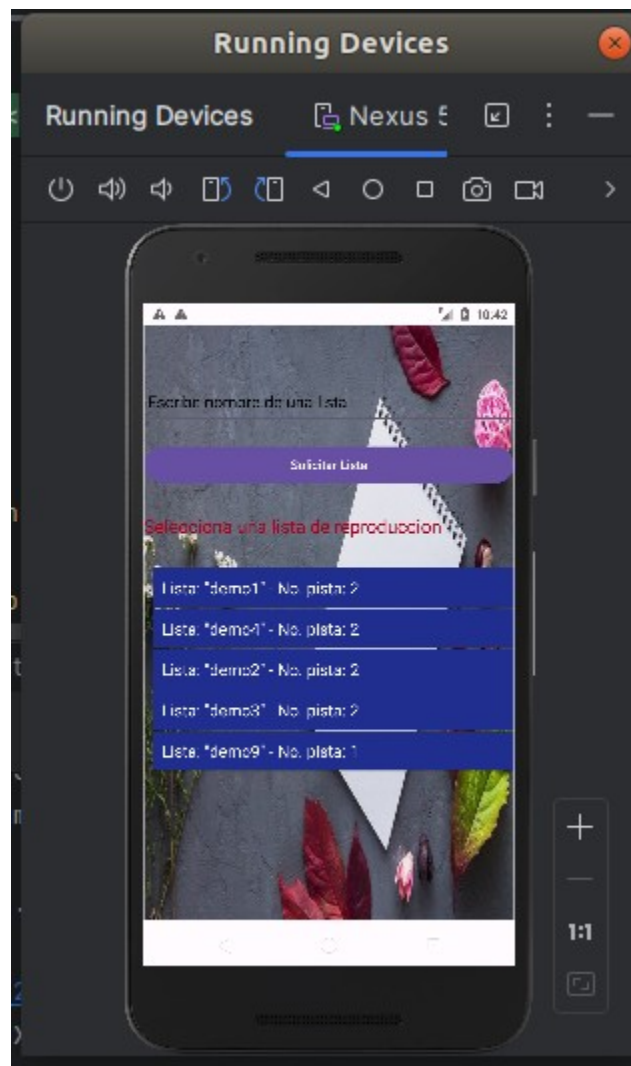 Running Devices
Running Devices Nexus 5
10:42
Escribir nombre de una lista
Solicitar Lista
Selecciona una lista de reproduccion
Lista: "demo1" - No. pista: 2
Lista: "demo4" - No. pista: 2
Lista: "demo2" - No. pista: 2
Lista: "demo3" - No. pista: 2
Lista: "demo9" - No. pista: 1
1:1